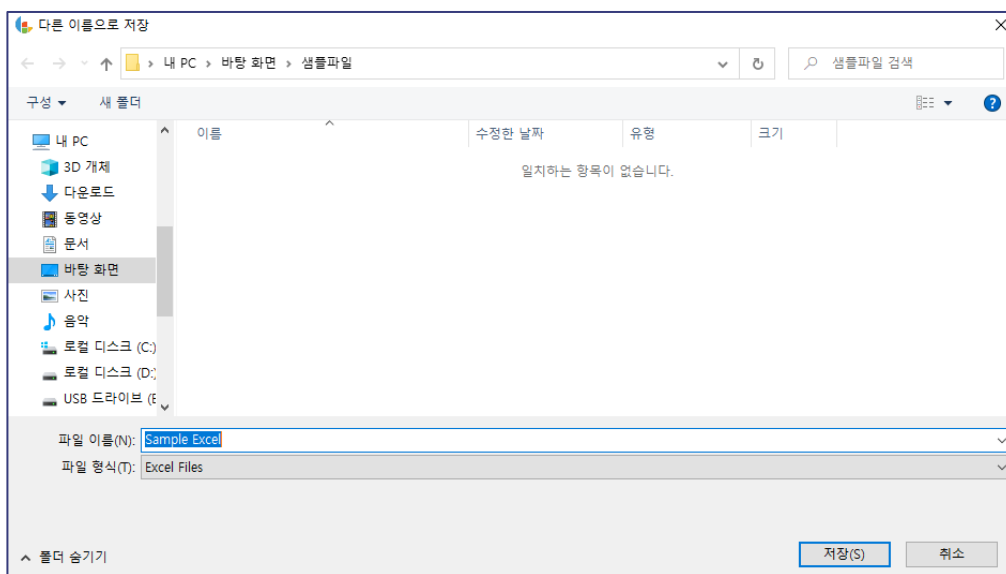 다른 이름으로 저장
내 PC > 바탕 화면 > 샘플파일
샘플파일 검색
구성
새 폴더
이름
수정한 날짜
유형
크기
일치하는 항목이 없습니다.
내 PC
3D 개체
다운로드
동영상
문서
바탕 화면
사진
음악
로컬 디스크 (C:)
로컬 디스크 (D:)
USB 드라이브 (E
파일 이름(N): Sample Excel
파일 형식(T): Excel Files
폴더 숨기기
저장(S)
취소